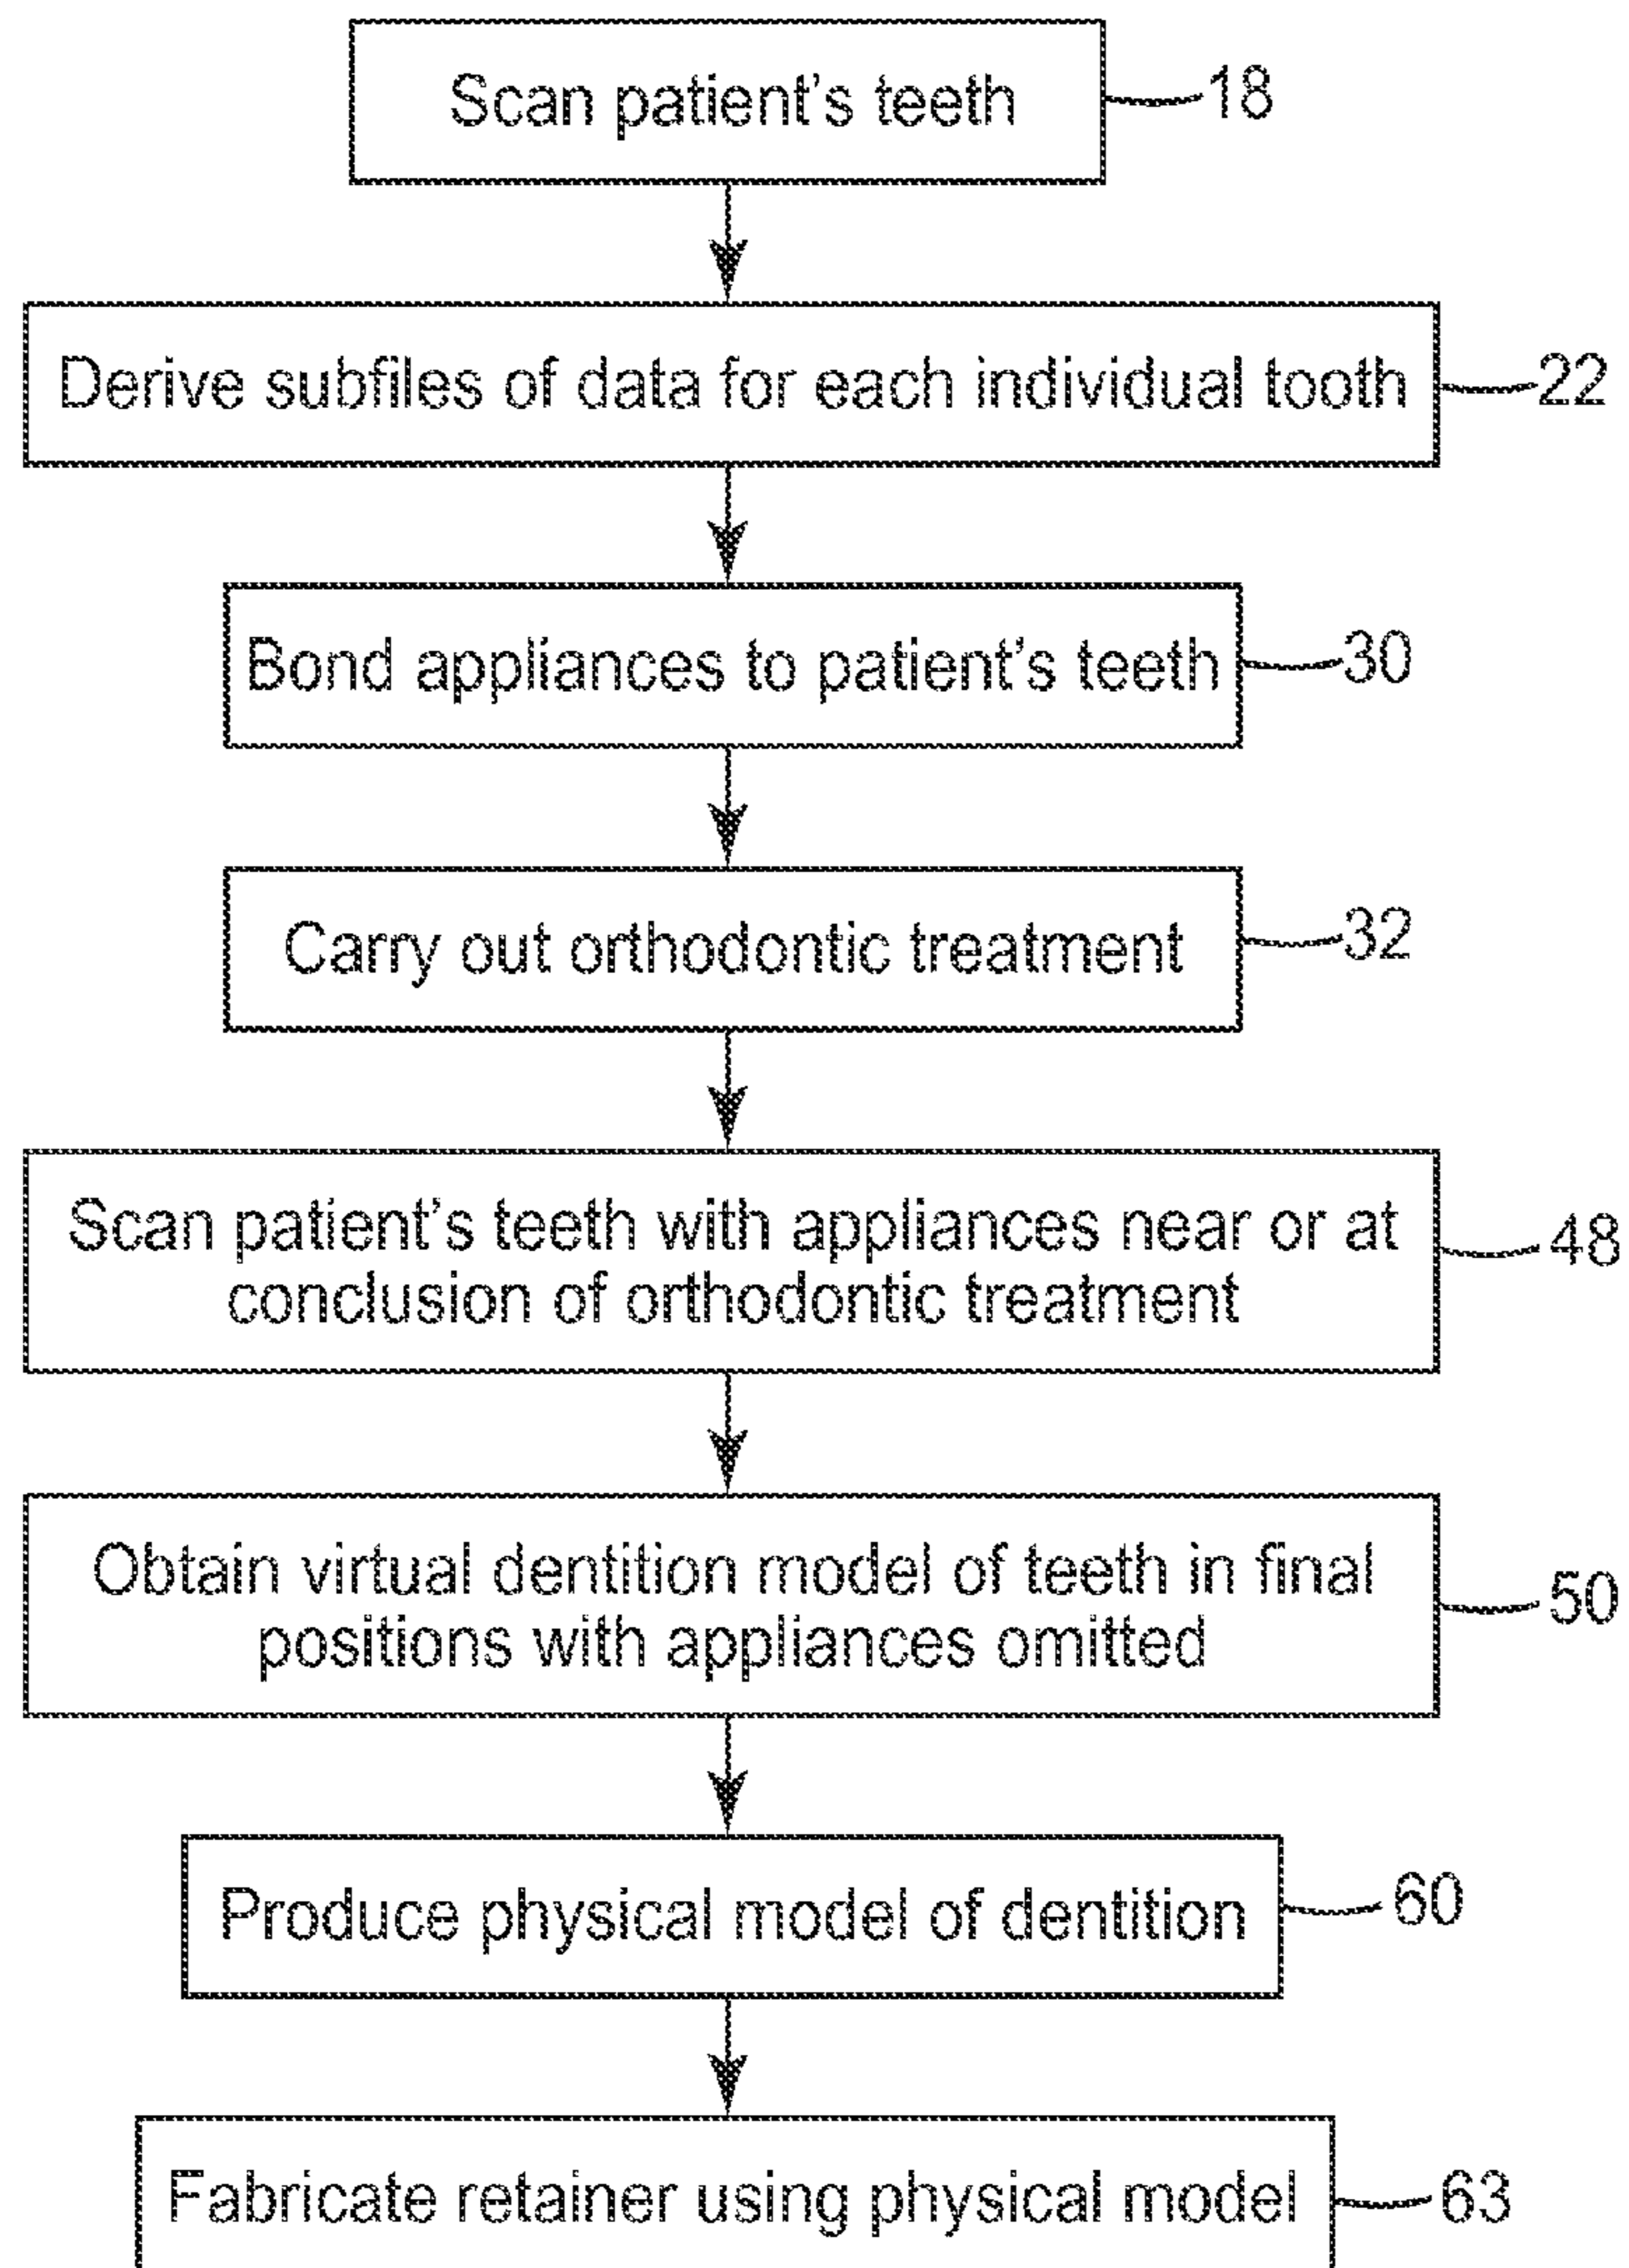 Scan patient's teeth
18
Derive subfiles of data for each individual tooth
22
Bond appliances to patient's teeth
30
Carry out orthodontic treatment
32
Scan patient's teeth with appliances near or at
conclusion of orthodontic treatment
48
Obtain virtual dentition model of teeth in final
positions with appliances omitted
50
Produce physical model of dentition
60
Fabricate retainer using physical model
63